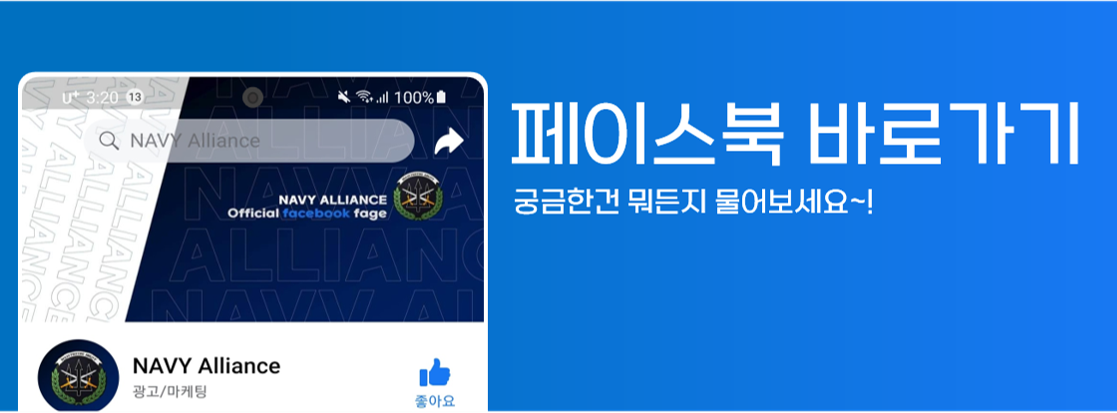 U+ 3:20 13 100%
NAVY Alliance
NAVY ALLIANCE
Official facebook fage
NAVY Alliance
광고/마케팅
좋아요
페이스북 바로가기
궁금한건 뭐든지 물어보세요~!